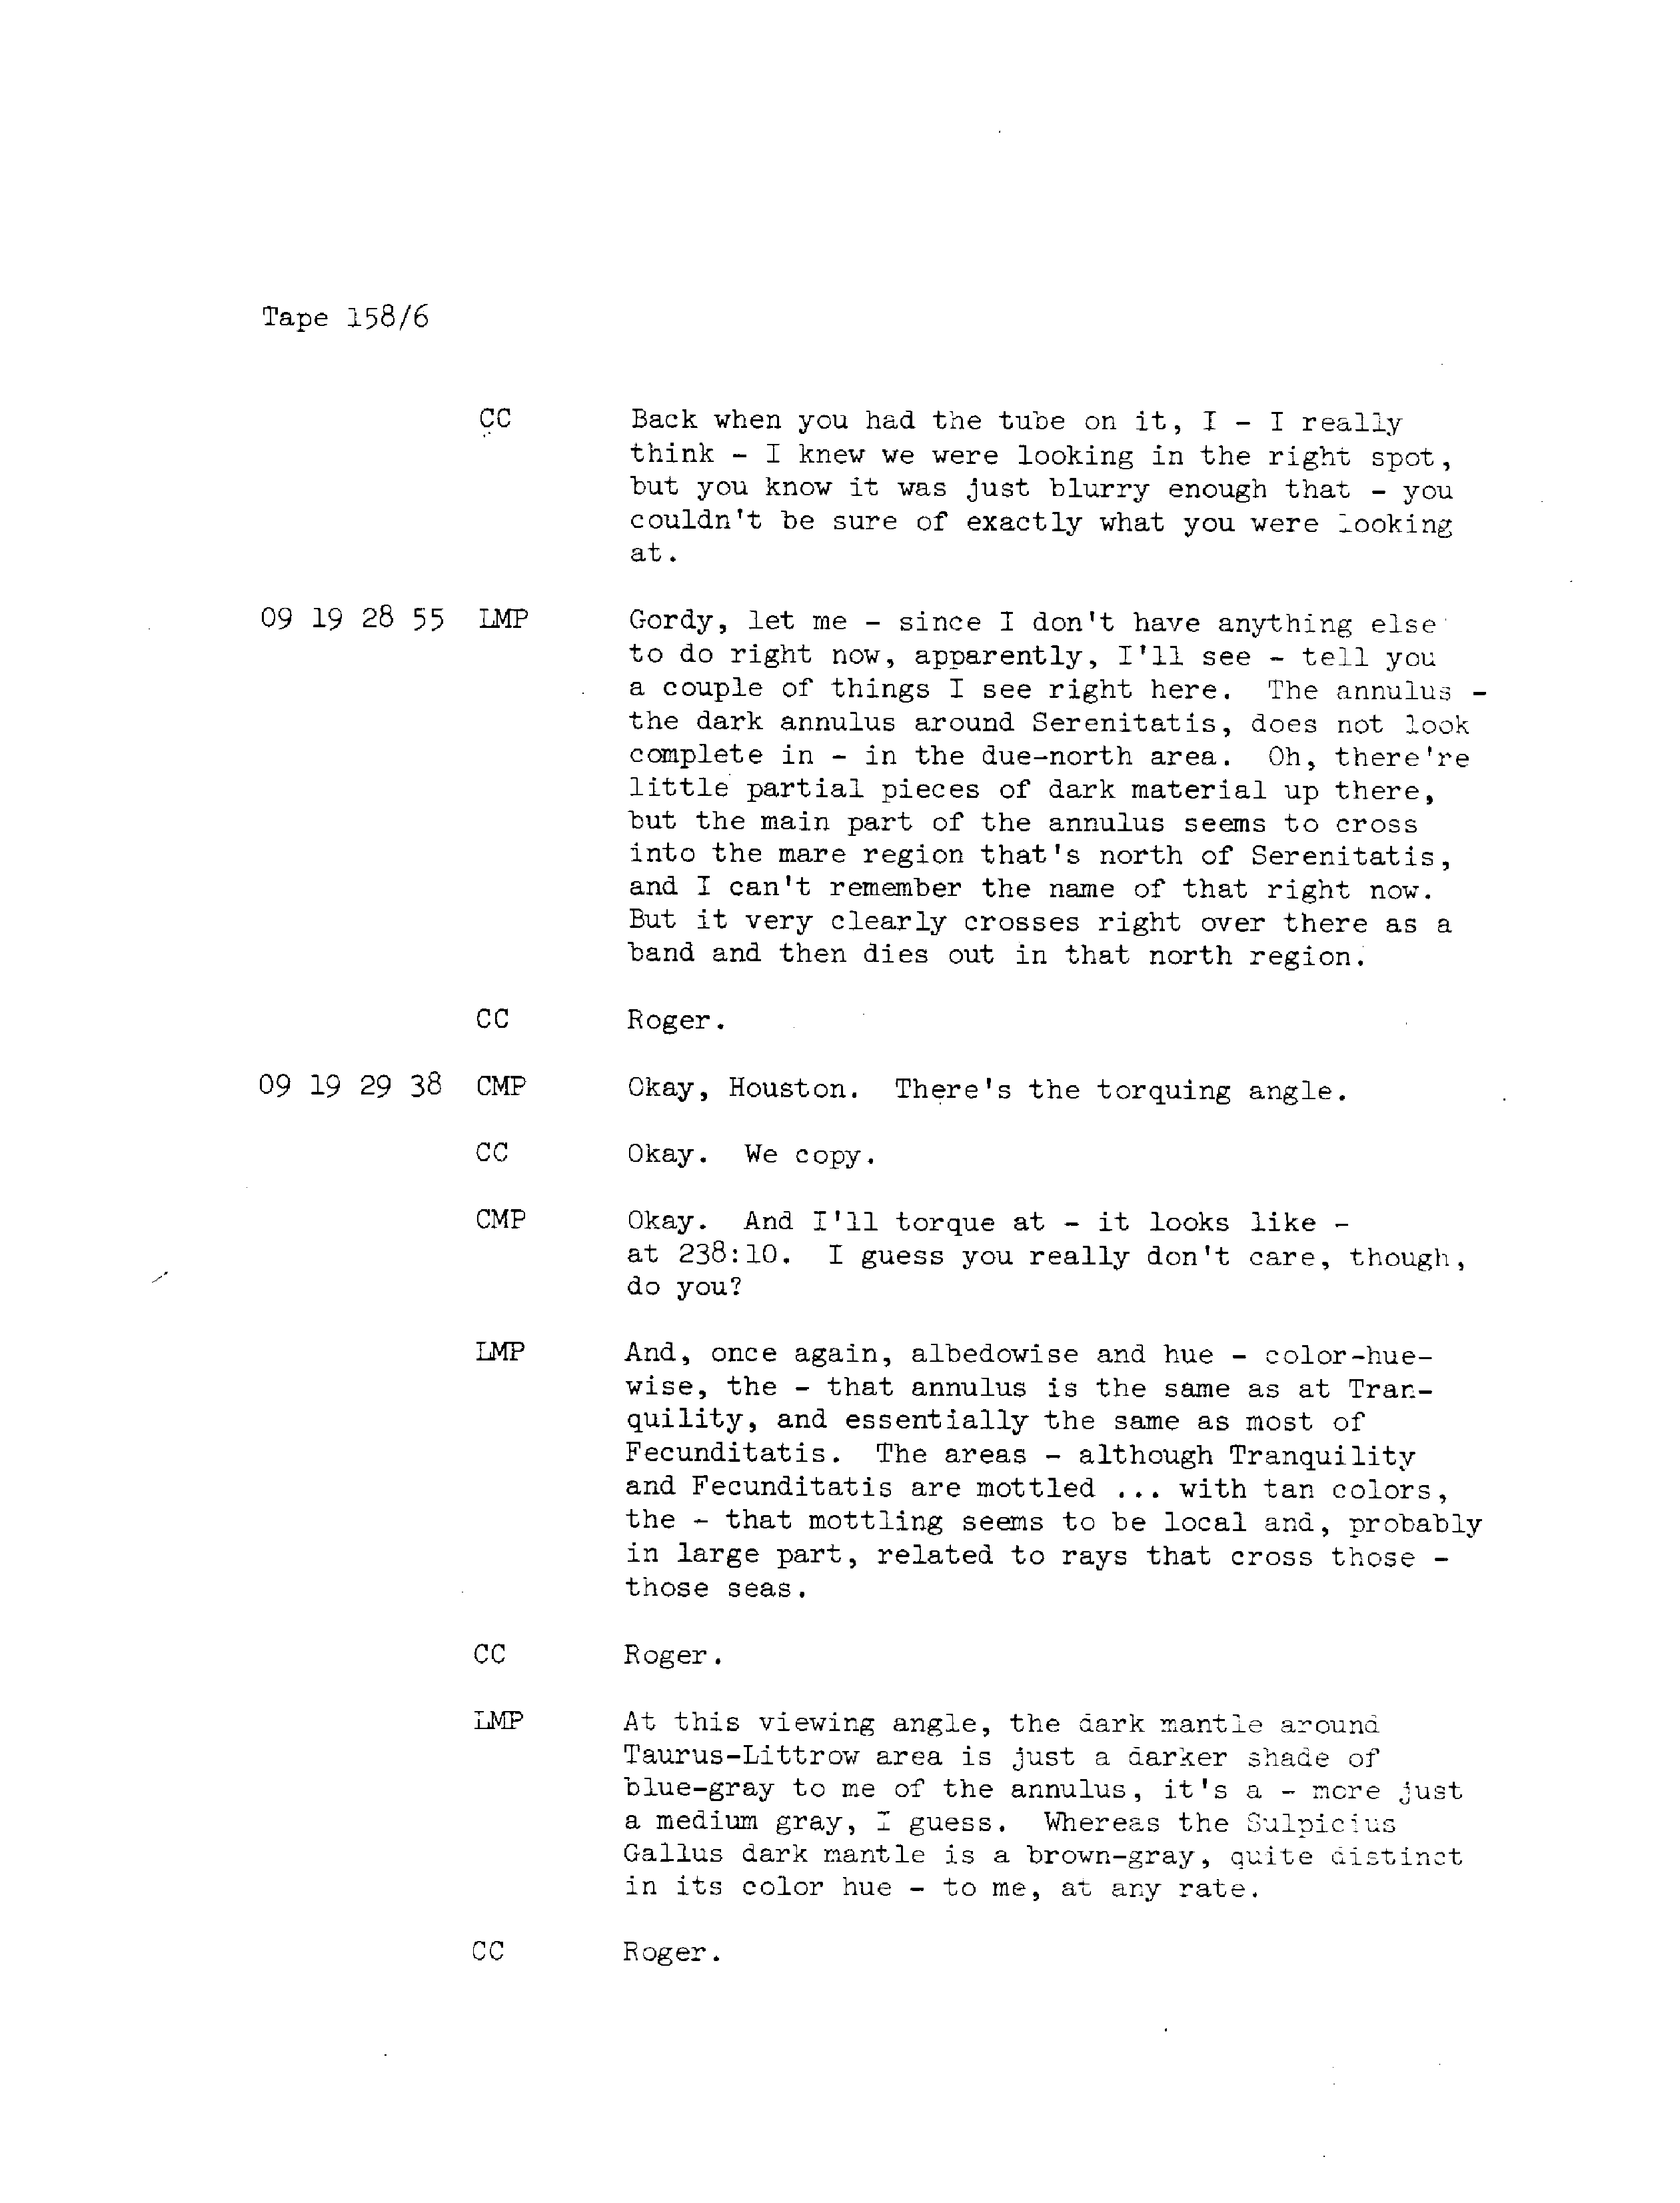 Tape 158/6
CC Back when you had the tube on it, I - I really
think - I knew we were looking in the right spot,
but you know it was just blurry enough that - you
couldn't be sure of exactly what you were looking
at.
09 19 28 55 LMP Gordy, let me - since I don't have anything else
to do right now, apparently, I'll see - tell you
a couple of things I see right here. The annulus -
the dark annulus around Serenitatis, does not look
complete in - in the due-north area. Oh, there're
little partial pieces of dark material up there,
but the main part of the annulus seems to cross
into the mare region that's north of Serenitatis,
and I can't remember the name of that right now.
But it very clearly crosses right over there as a
band and then dies out in that north region.
CC Roger.
09 19 29 38 CMP Okay, Houston. There's the torquing angle.
CC Okay. We copy.
CMP Okay. And I'll torque at - it looks like -
at 238:10. I guess you really don't care, though,
do you?
LMP And, once again, albedowise and hue - color-hue-
wise, the - that annulus is the same as at Tran-
quility, and essentially the same as most of
Fecunditatis. The areas - although Tranquility
and Fecunditatis are mottled ... with tan colors,
the - that mottling seems to be local and, probably
in large part, related to rays that cross those -
those seas.
CC Roger.
LMP At this viewing angle, the dark mantle around
Taurus-Littrow area is just a darker shade of
blue-gray to me of the annulus, it's a - more just
a medium gray, I guess. Whereas the Sulpicius
Gallus dark mantle is a brown-gray, quite distinct
in its color hue - to me, at any rate.
CC Roger.